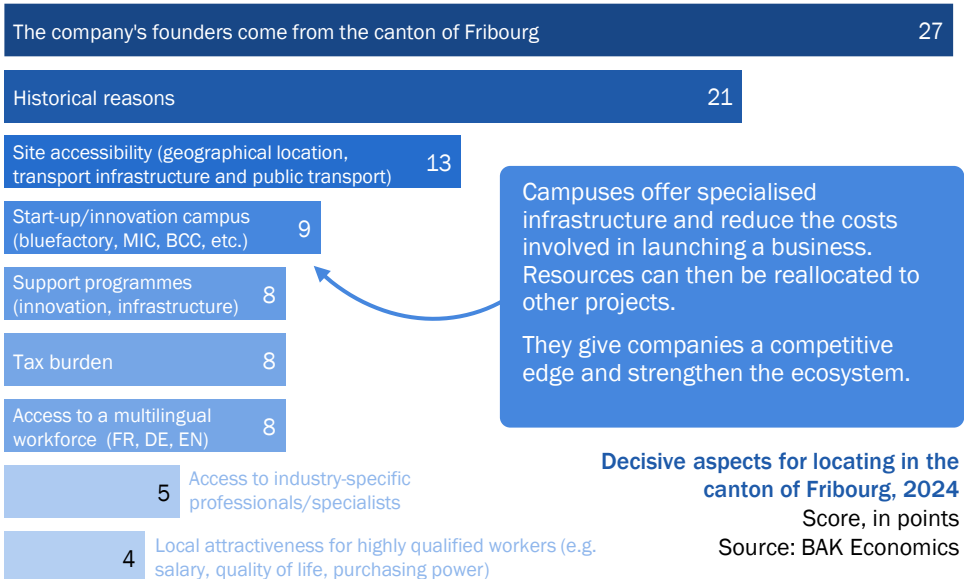 The company's founders come from the canton of Fribourg 27
Historical reasons 21
Site accessibility (geographical location,
transport infrastructure and public transport) 13
Start-up/innovation campus
(bluefactory, MIC, BCC, etc.) 9
Support programmes
(innovation, infrastructure) 8
Tax burden 8
Access to a multilingual
workforce (FR, DE, EN) 8
5 Access to industry-specific
professionals/specialists
4 Local attractiveness for highly qualified workers (e.g.
salary, quality of life, purchasing power)
Campuses offer specialised
infrastructure and reduce the costs
involved in launching a business.
Resources can then be reallocated to
other projects.
They give companies a competitive
edge and strengthen the ecosystem.
Decisive aspects for locating in the
canton of Fribourg, 2024
Score, in points
Source: BAK Economics